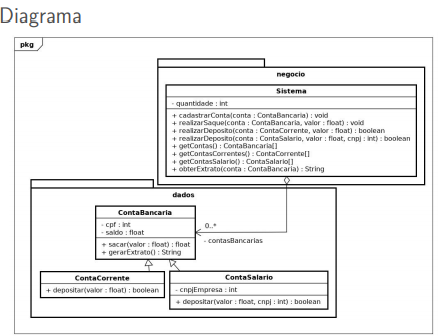 Diagrama
pkg
negocio
Sistema
- quantidade : int
+ cadastrarConta(conta : ContaBancaria) : void
+ realizarSaque(conta : ContaBancaria, valor : float) : void
+ realizarDeposito(conta : ContaCorrente, valor : float) : boolean
+ realizarDeposito(conta : ContaSalario, valor : float, cnpj : int) : boolean
+ getContas() : ContaBancaria[]
+ getContasCorrentes() : ContaCorrente[]
+ getContasSalario() : ContaSalario[]
+ obterExtrato(conta : ContaBancaria) : String
dados
ContaBancaria
- cpf : int
- saldo : float
+ sacar(valor : float) : float
+ gerarExtrato() : String
0..*
- contasBancarias
ContaCorrente
+ depositar(valor : float) : boolean
ContaSalario
- cnpjEmpresa : int
+ depositar(valor : float, cnpj : int) : boolean